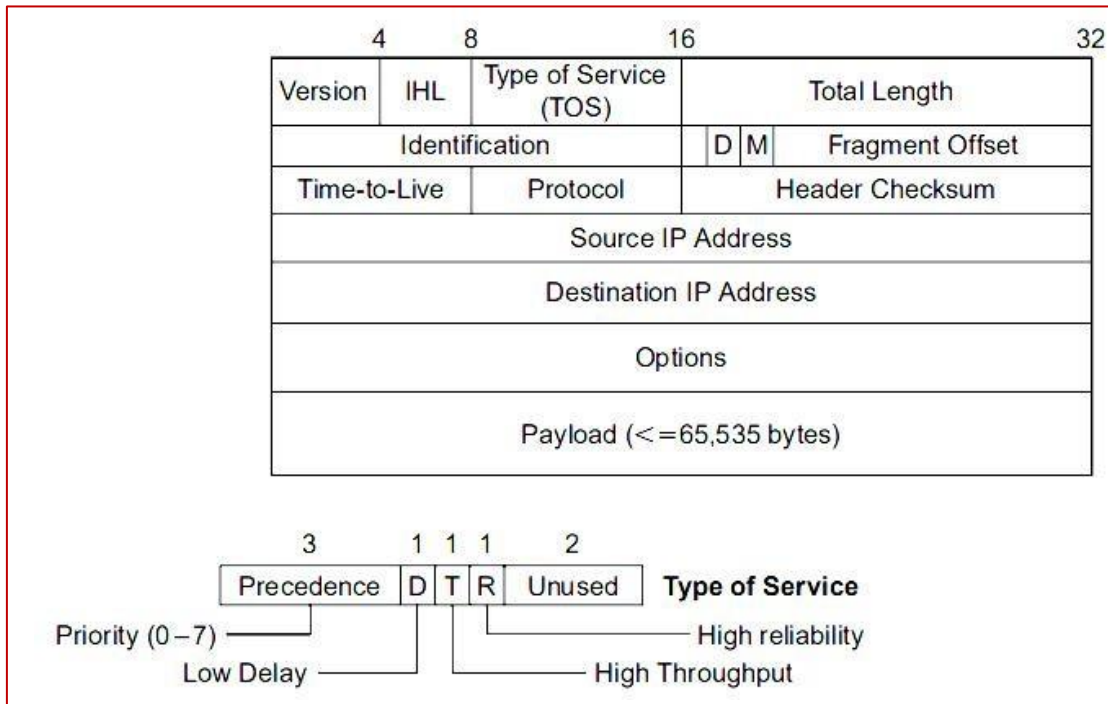 4 8 16 32
Version IHL Type of Service (TOS) Total Length
Identification D M Fragment Offset
Time-to-Live Protocol Header Checksum
Source IP Address
Destination IP Address
Options
Payload (<=65,535 bytes)
3 1 1 1 2
Precedence D T R Unused Type of Service
Priority (0–7) High reliability
Low Delay High Throughput